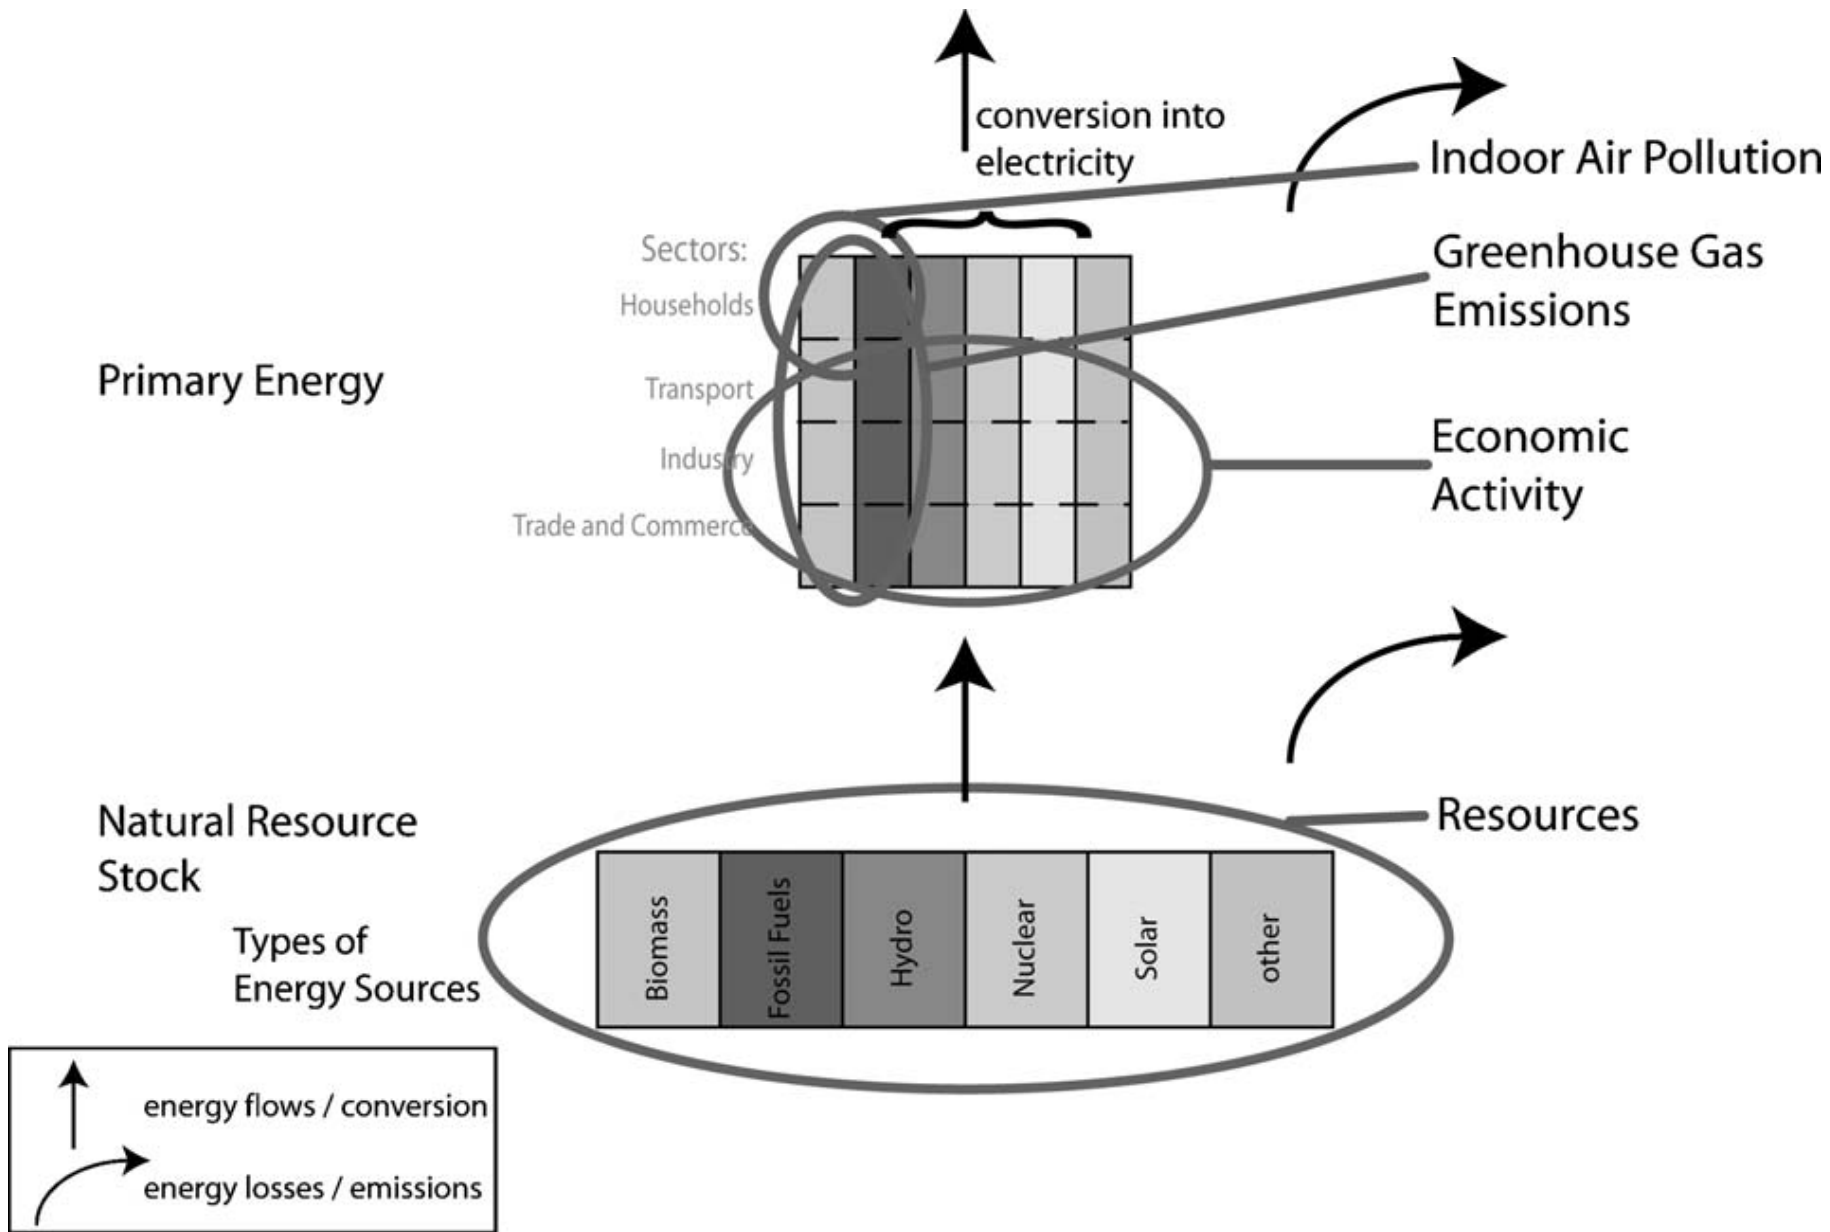 conversion into
electricity
Indoor Air Pollution
Sectors:
Greenhouse Gas
Emissions
Households
Primary Energy
Transport
Economic
Activity
Industry
Trade and Commerce
Natural Resource
Stock
Resources
Types of
Energy Sources
Biomass
Fossil Fuels
Hydro
Nuclear
Solar
other
energy flows / conversion
energy losses / emissions